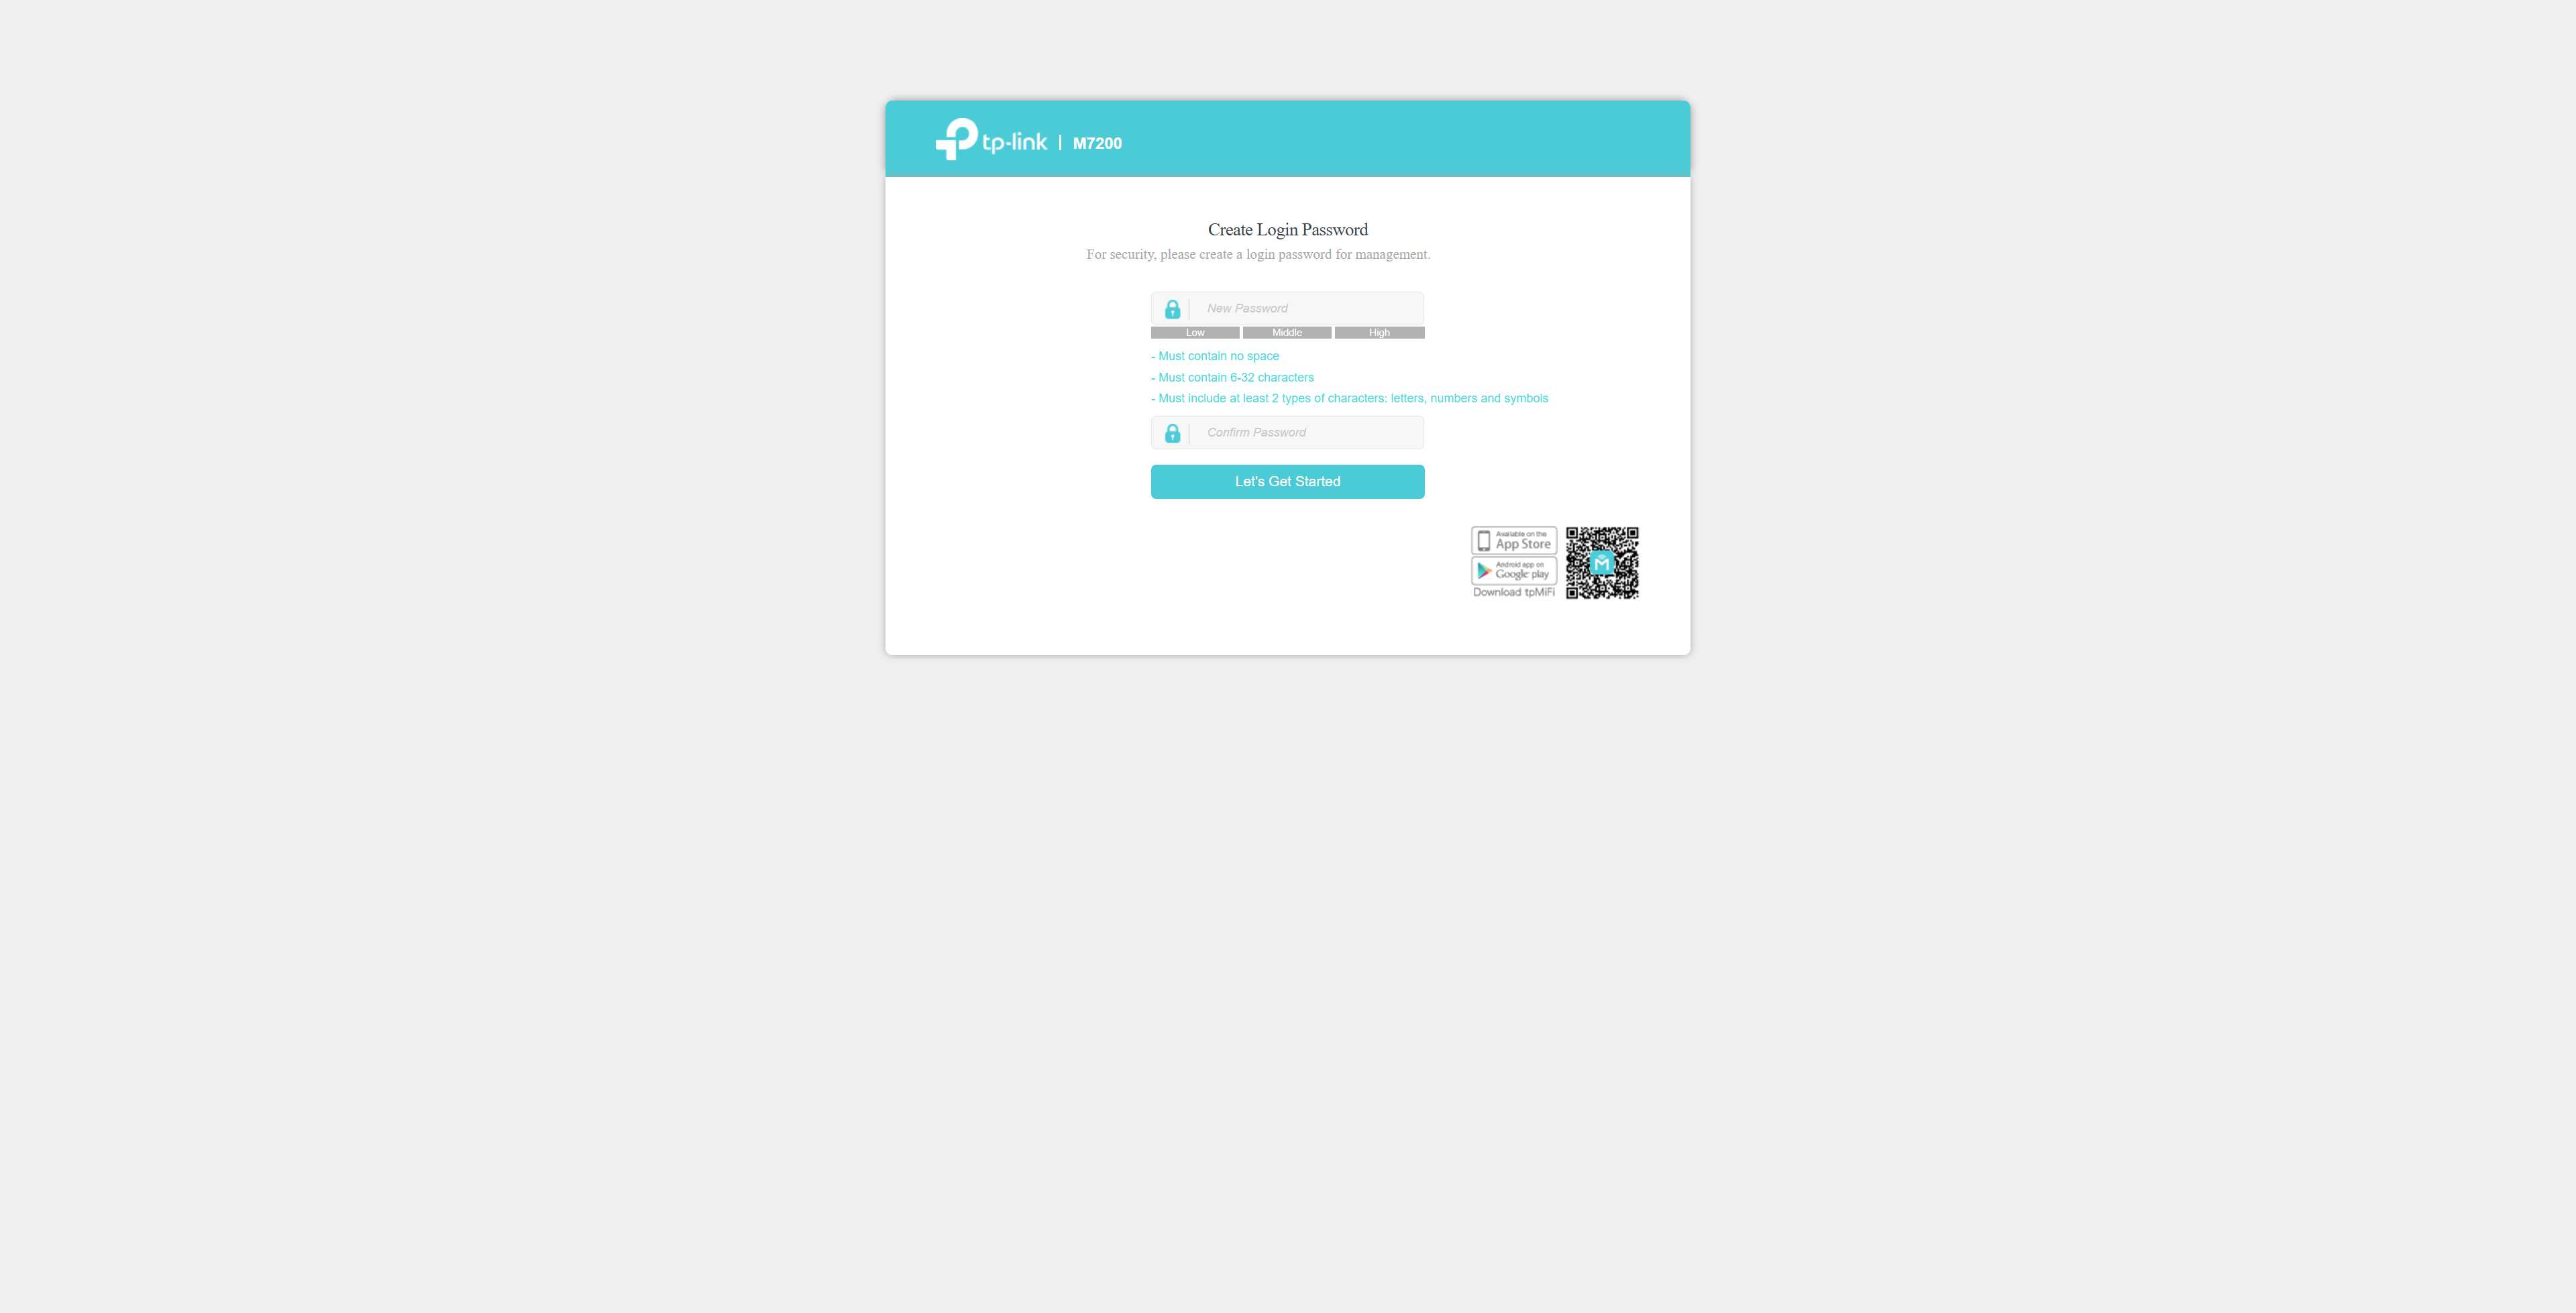 tp-link | M7200
Create Login Password
For security, please create a login password for management.
New Password
Low Middle High
- Must contain no space
- Must contain 6-32 characters
- Must include at least 2 types of characters: letters, numbers and symbols
Confirm Password
Let's Get Started
Available on the
App Store
Android app on
Google play
Download tpMiFi
M